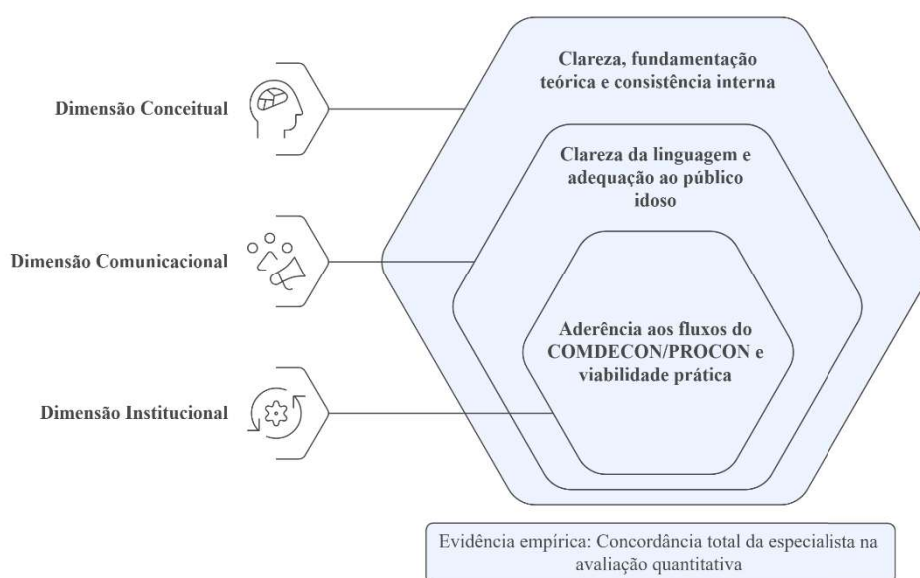 Clareza, fundamentação
teórica e consistência interna
Dimensão Conceitual
Clareza da linguagem e
adequação ao público
idoso
Dimensão Comunicacional
Aderência aos fluxos do
COMDECON/PROCON e
viabilidade prática
Dimensão Institucional
Evidência empírica: Concordância total da especialista na
avaliação quantitativa